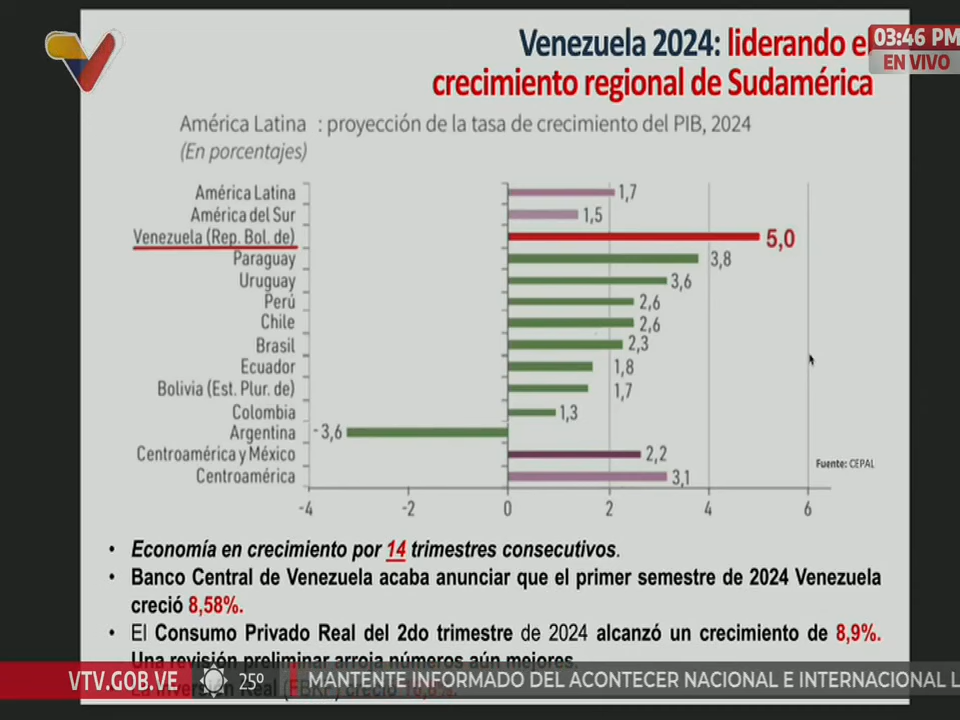 Venezuela 2024: liderando e
03:46 PM
EN VIVO
crecimiento regional de Sudamérica
América Latina : proyección de la tasa de crecimiento del PIB, 2024
(En porcentajes)
América Latina 1,7
América del Sur 1,5
Venezuela (Rep. Bol. de) 5,0
Paraguay 3,8
Uruguay 3,6
Perú 2,6
Chile 2,6
Brasil 2,3
Ecuador 1,8
Bolivia (Est. Plur. de) 1,7
Colombia 1,3
Argentina -3,6
Centroamérica y México 2,2
Centroamérica 3,1
Fuente: CEPAL
-4 -2 0 2 4 6
• Economía en crecimiento por 14 trimestres consecutivos.
• Banco Central de Venezuela acaba anunciar que el primer semestre de 2024 Venezuela
creció 8,58%.
• El Consumo Privado Real del 2do trimestre de 2024 alcanzó un crecimiento de 8,9%.
Una revisión preliminar arroja números aún mejores.
VTV.GOB.VE 25º MANTENTE INFORMADO DEL ACONTECER NACIONAL E INTERNACIONAL L